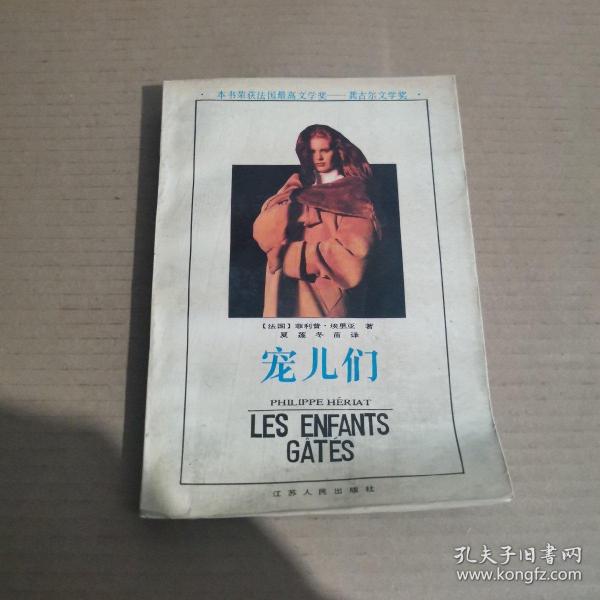 ·本书荣获法国最高文学奖——龚古尔文学奖·
〔法国〕菲利普·埃里亚 著
夏莲 冬苗 译
宠儿们
PHILIPPE HÉRIAT
LES ENFANTS
GÂTÉS
江苏人民出版社
孔夫子旧书网
www.kongfz.com